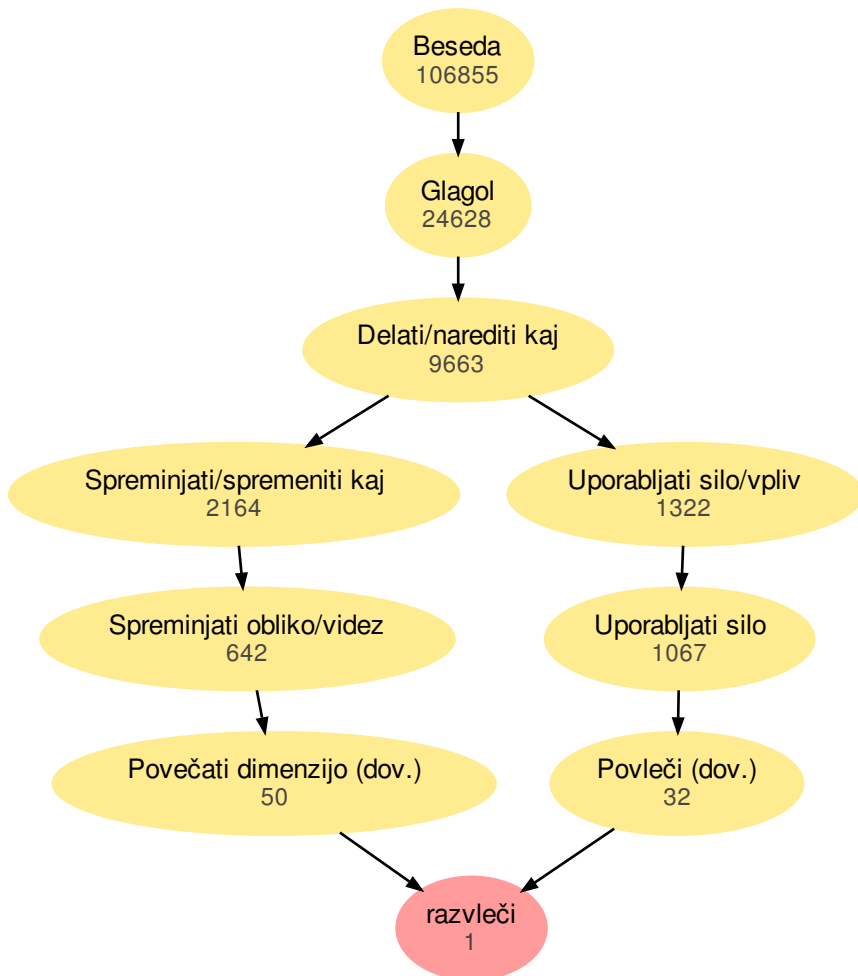 Beseda
106855
Glagol
24628
Delati/narediti kaj
9663
Spreminjati/spremeniti kaj
2164
Uporabljati silo/vpliv
1322
Spreminjati obliko/videz
642
Uporabljati silo
1067
Povečati dimenzijo (dov.)
50
Povleči (dov.)
32
razvleči
1